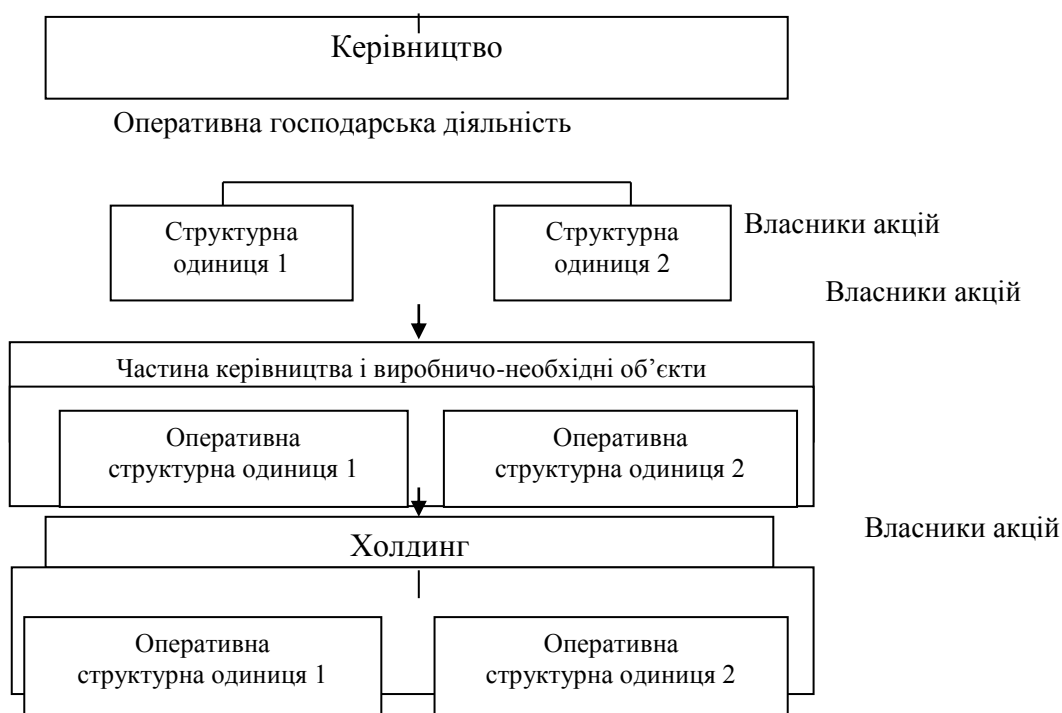 Керівництво
Оперативна господарська діяльність
Структурна
одиниця 1
Структурна
одиниця 2
Власники акцій
Власники акцій
Частина керівництва і виробничо-необхідні об’єкти
Оперативна
структурна одиниця 1
Оперативна
структурна одиниця 2
Власники акцій
Холдинг
Оперативна
структурна одиниця 1
Оперативна
структурна одиниця 2